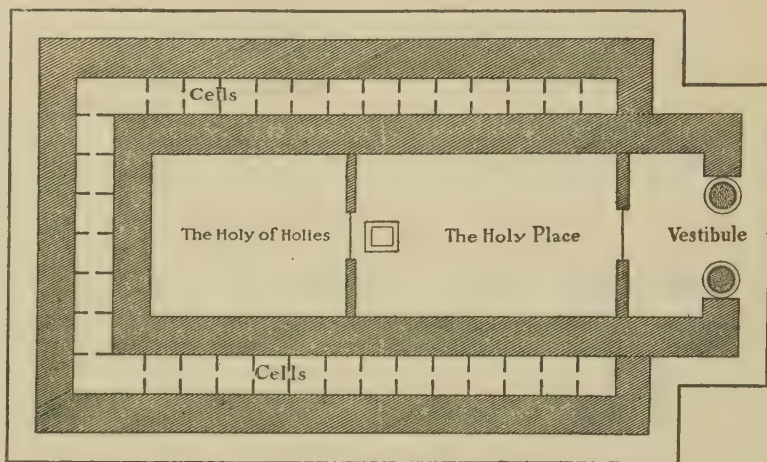 Cells
The Holy of Holies
The Holy Place
Vestibule
Cells